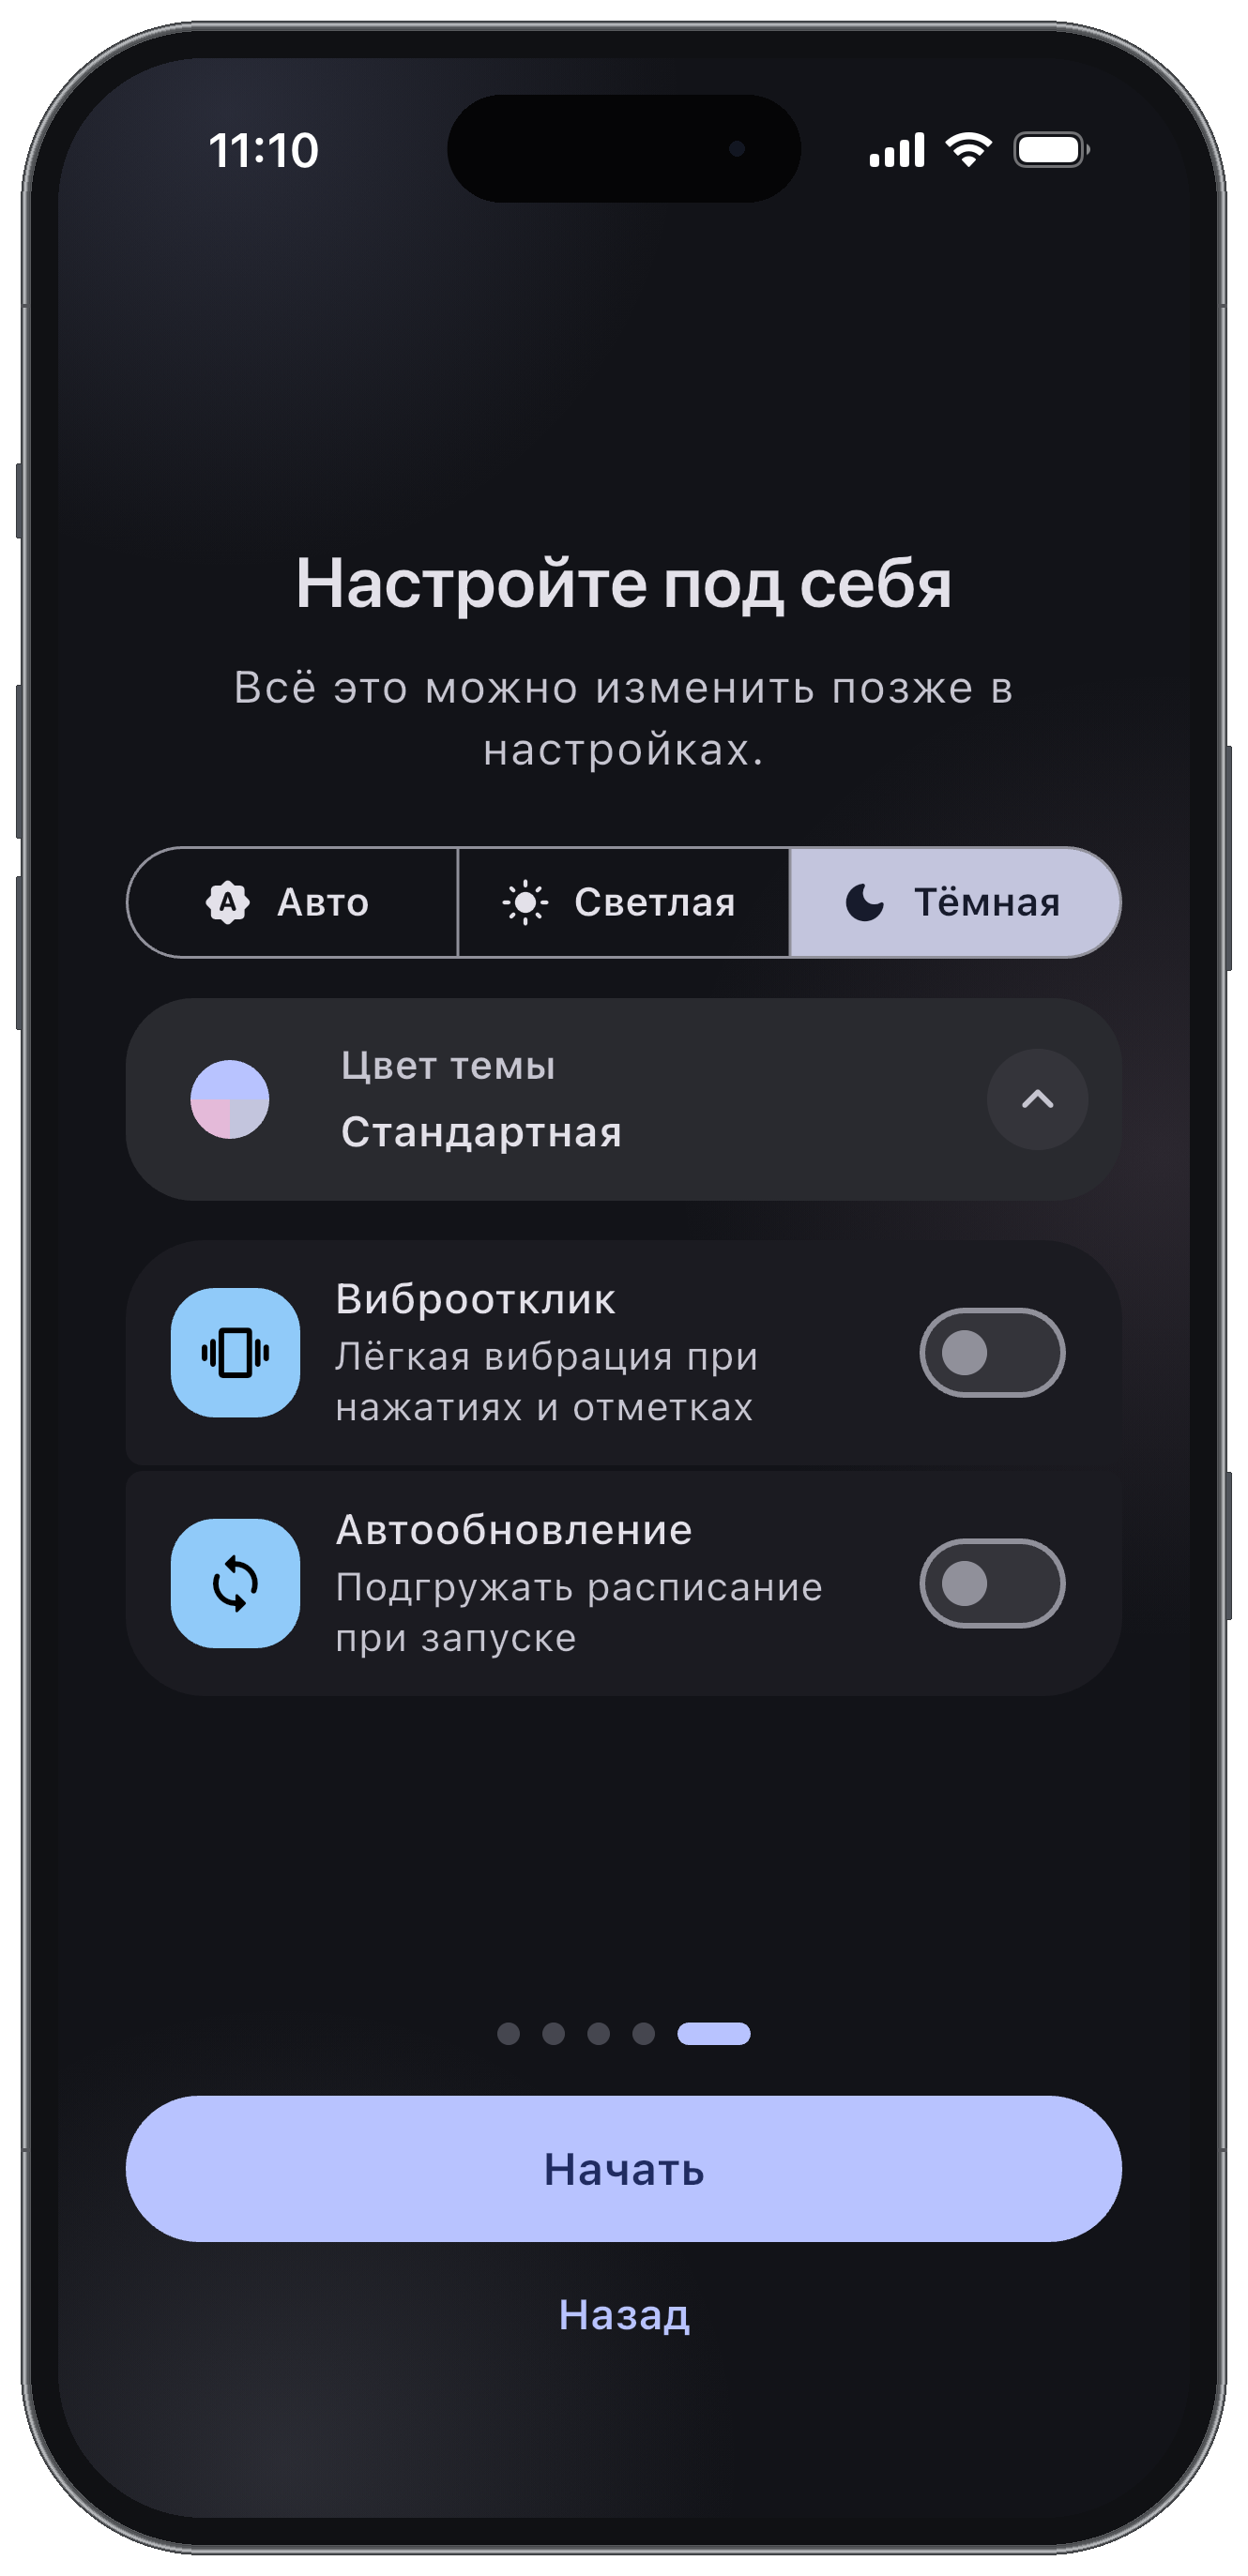 11:10
Настройте под себя
Всё это можно изменить позже в
настройках.
A Авто
Светлая
Тёмная
Цвет темы
Стандартная
Виброотклик
Лёгкая вибрация при
нажатиях и отметках
Автообновление
Подгружать расписание
при запуске
Начать
Назад